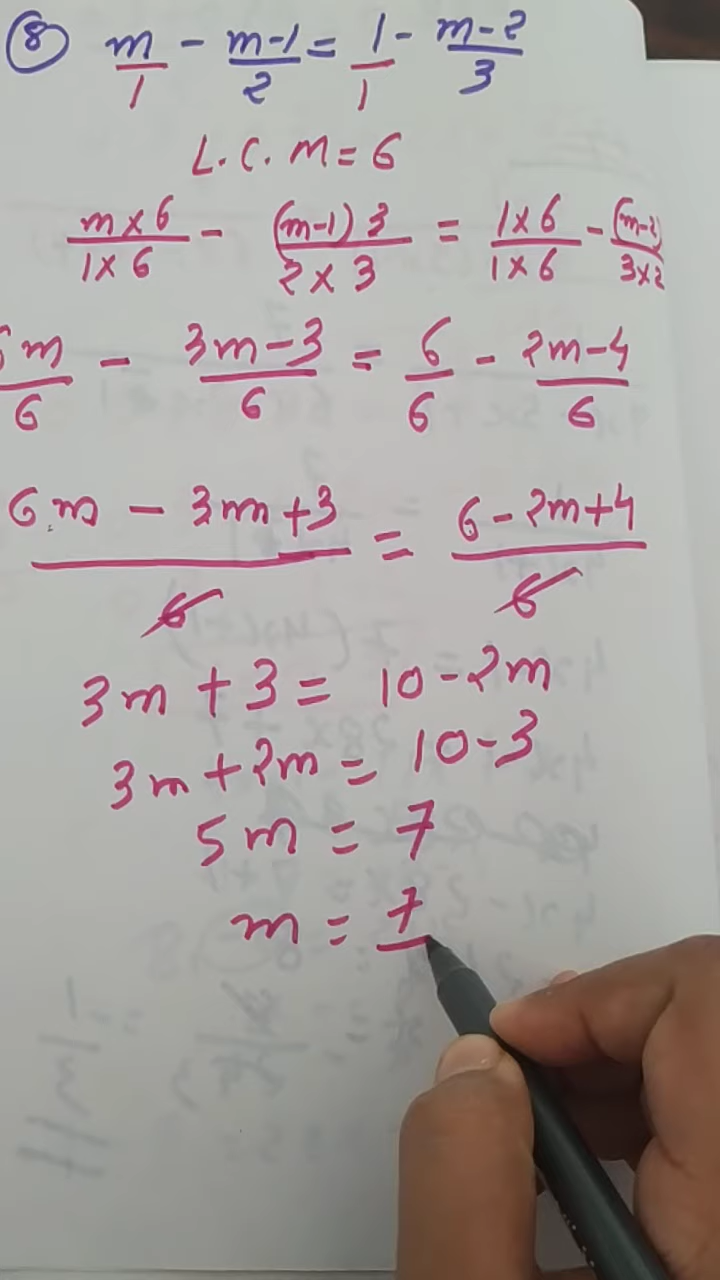 8 m/1 - m-1/2 = 1/1 - m-2/3
L.C.M = 6
m×6/1×6 - (m-1)3/2×3 = 1×6/1×6 - (m-2)/3×2
6m/6 - 3m-3/6 = 6/6 - 2m-4/6
6m - 3m+3/6 = 6-2m+4/6
3m+3 = 10-2m
3m+2m = 10-3
5m = 7
m = 7